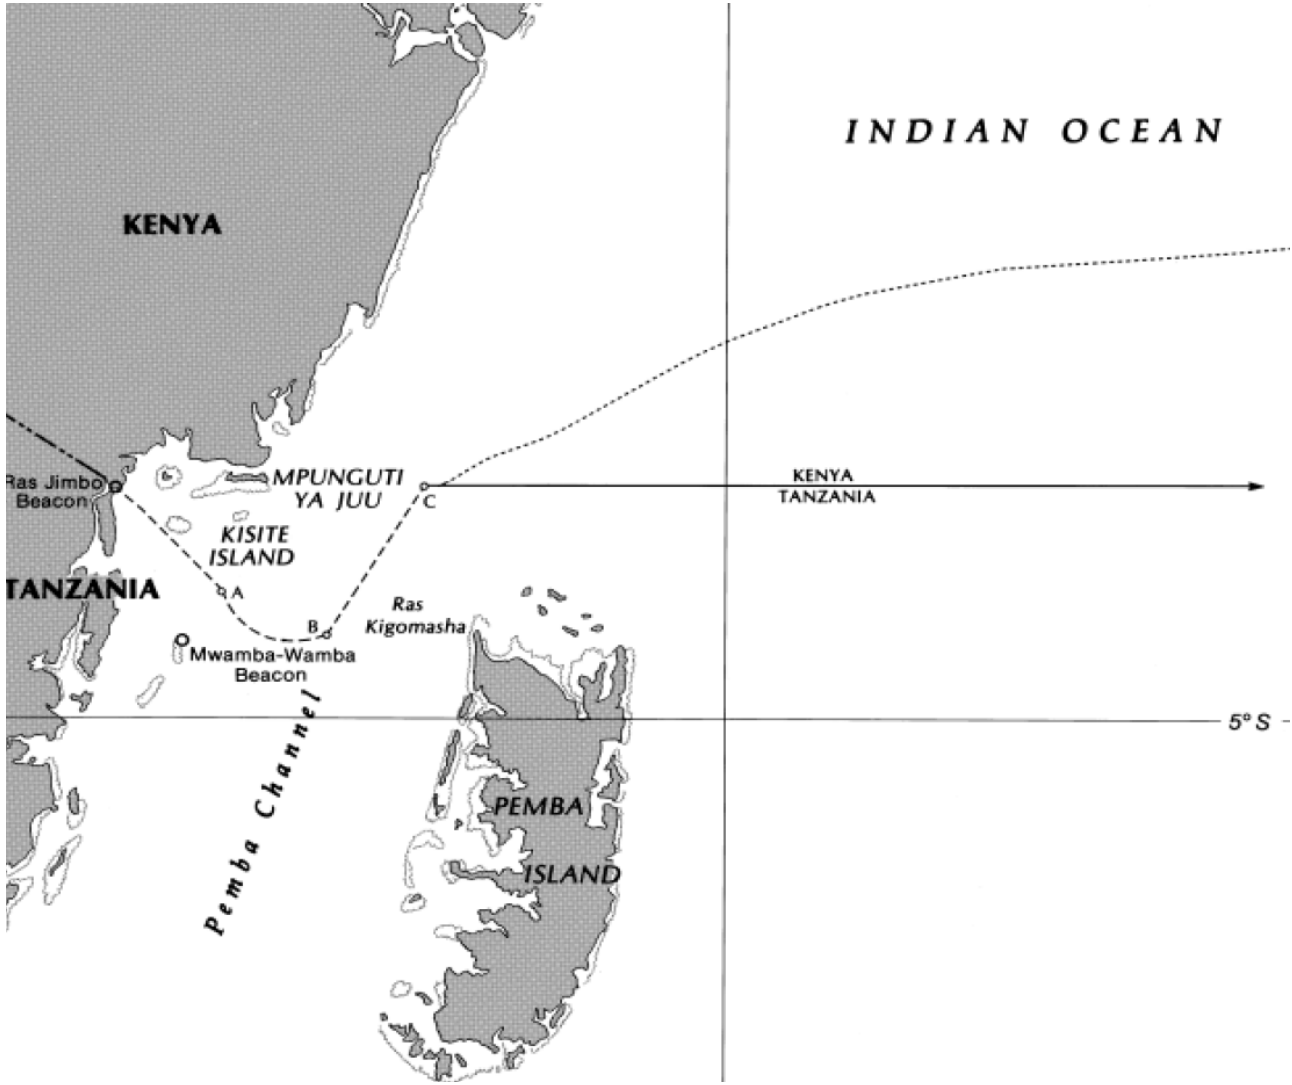 INDIAN OCEAN
KENYA
Ras Jimbo
Beacon
MPUNGUTI
YA JUU
C
KENYA
TANZANIA
KISITE
ISLAND
TANZANIA
A
B
Ras
Kigomasha
Mwamba-Wamba
Beacon
Pemba Channel
5° S
PEMBA
ISLAND